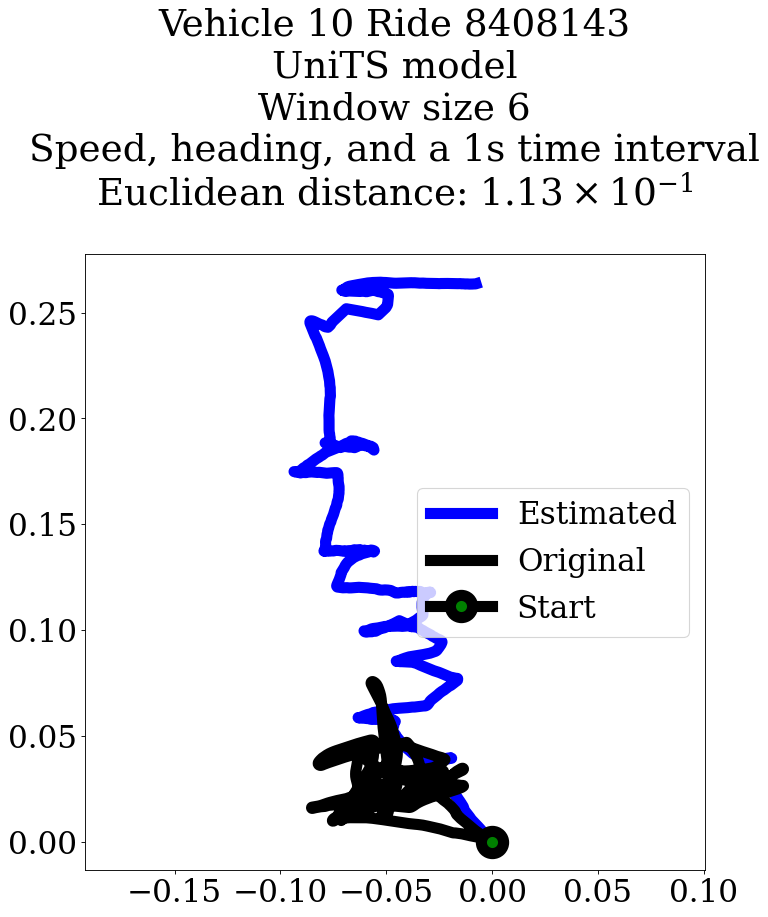 Vehicle 10 Ride 8408143
UniTS model
Window size 6
Speed, heading, and a 1s time interval
Euclidean distance: 1.13 × 10⁻¹
0.25
0.20
0.15
0.10
0.05
0.00
Estimated
Original
Start
−0.15 −0.10 −0.05 0.00 0.05 0.10